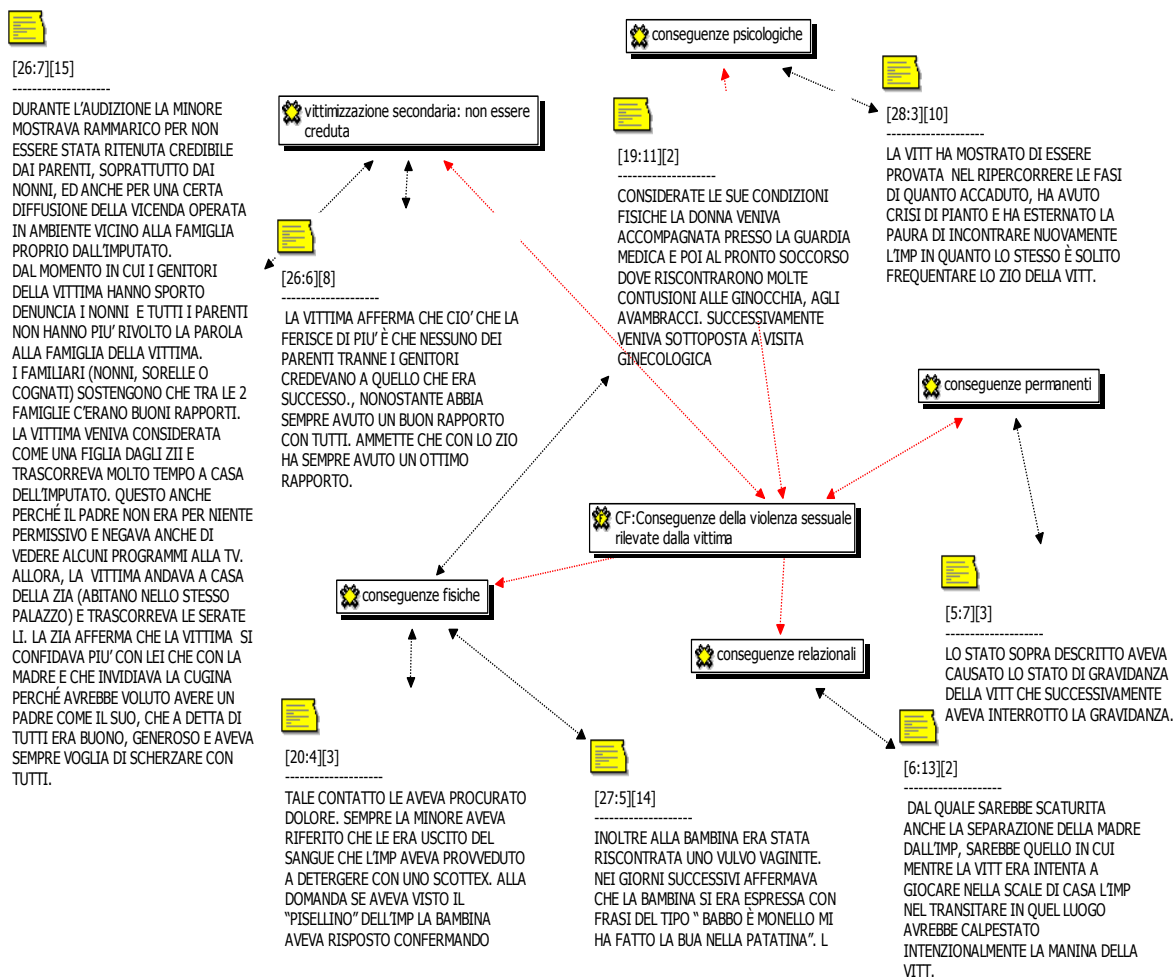 [26:7][15]
--------------------
DURANTE L'AUDIZIONE LA MINORE
MOSTRAVA RAMMARICO PER NON
ESSERE STATA RITENUTA CREDIBILE
DAI PARENTI, SOPRATTUTTO DAI
NONNI, ED ANCHE PER UNA CERTA
DIFFUSIONE DELLA VICENDA OPERATA
IN AMBIENTE VICINO ALLA FAMIGLIA
PROPRIO DALL'IMPUTATO.
DAL MOMENTO IN CUI I GENITORI
DELLA VITTIMA HANNO SPORTO
DENUNCIA I NONNI E TUTTI I PARENTI
NON HANNO PIU' RIVOLTO LA PAROLA
ALLA FAMIGLIA DELLA VITTIMA.
I FAMILIARI (NONNI, SORELLE O
COGNATI) SOSTENGONO CHE TRA LE 2
FAMIGLIE C'ERANO BUONI RAPPORTI.
LA VITTIMA VENIVA CONSIDERATA
COME UNA FIGLIA DAGLI ZII E
TRASCORREVA MOLTO TEMPO A CASA
DELL'IMPUTATO. QUESTO ANCHE
PERCHÉ IL PADRE NON ERA PER NIENTE
PERMISSIVO E NEGAVA ANCHE DI
VEDERE ALCUNI PROGRAMMI ALLA TV.
ALLORA, LA VITTIMA ANDAVA A CASA
DELLA ZIA (ABITANO NELLO STESSO
PALAZZO) E TRASCORREVA LE SERATE
LI. LA ZIA AFFERMA CHE LA VITTIMA SI
CONFIDAVA PIU' CON LEI CHE CON LA
MADRE E CHE INVIDIAVA LA CUGINA
PERCHÉ AVREBBE VOLUTO AVERE UN
PADRE COME IL SUO, CHE A DETTA DI
TUTTI ERA BUONO, GENEROSO E AVEVA
SEMPRE VOGLIA DI SCHERZARE CON
TUTTI.
vittimizzazione secondaria: non essere
creduta
[26:6][8]
--------------------
LA VITTIMA AFFERMA CHE CIO' CHE LA
FERISCE DI PIU' È CHE NESSUNO DEI
PARENTI TRANNE I GENITORI
CREDEVANO A QUELLO CHE ERA
SUCCESSO., NONOSTANTE ABBIA
SEMPRE AVUTO UN BUON RAPPORTO
CON TUTTI. AMMETTE CHE CON LO ZIO
HA SEMPRE AVUTO UN OTTIMO
RAPPORTO.
conseguenze psicologiche
[19:11][2]
--------------------
CONSIDERATE LE SUE CONDIZIONI
FISICHE LA DONNA VENIVA
ACCOMPAGNATA PRESSO LA GUARDIA
MEDICA E POI AL PRONTO SOCCORSO
DOVE RISCONTRARONO MOLTE
CONTUSIONI ALLE GINOCCHIA, AGLI
AVAMBRACCI. SUCCESSIVAMENTE
VENIVA SOTTOPOSTA A VISITA
GINECOLOGICA
[28:3][10]
--------------------
LA VITT HA MOSTRATO DI ESSERE
PROVATA NEL RIPERCORRERE LE FASI
DI QUANTO ACCADUTO, HA AVUTO
CRISI DI PIANTO E HA ESTERNATO LA
PAURA DI INCONTRARE NUOVAMENTE
L'IMP IN QUANTO LO STESSO È SOLITO
FREQUENTARE LO ZIO DELLA VITT.
conseguenze permanenti
CF:Conseguenze della violenza sessuale
rilevate dalla vittima
conseguenze fisiche
conseguenze relazionali
[5:7][3]
--------------------
LO STATO SOPRA DESCRITTO AVEVA
CAUSATO LO STATO DI GRAVIDANZA
DELLA VITT CHE SUCCESSIVAMENTE
AVEVA INTERROTTO LA GRAVIDANZA.
[20:4][3]
--------------------
TALE CONTATTO LE AVEVA PROCURATO
DOLORE. SEMPRE LA MINORE AVEVA
RIFERITO CHE LE ERA USCITO DEL
SANGUE CHE L'IMP AVEVA PROVVEDUTO
A DETERGERE CON UNO SCOTTEX. ALLA
DOMANDA SE AVEVA VISTO IL
"PISELLINO" DELL'IMP LA BAMBINA
AVEVA RISPOSTO CONFERMANDO
[27:5][14]
--------------------
INOLTRE ALLA BAMBINA ERA STATA
RISCONTRATA UNO VULVO VAGINITE.
NEI GIORNI SUCCESSIVI AFFERMAVA
CHE LA BAMBINA SI ERA ESPRESSA CON
FRASI DEL TIPO " BABBO È MONELLO MI
HA FATTO LA BUA NELLA PATATINA". L
[6:13][2]
--------------------
DAL QUALE SAREBBE SCATURITA
ANCHE LA SEPARAZIONE DELLA MADRE
DALL'IMP, SAREBBE QUELLO IN CUI
MENTRE LA VITT ERA INTENTA A
GIOCARE NELLA SCALE DI CASA L'IMP
NEL TRANSITARE IN QUEL LUOGO
AVREBBE CALPESTATO
INTENZIONALMENTE LA MANINA DELLA
VITT.